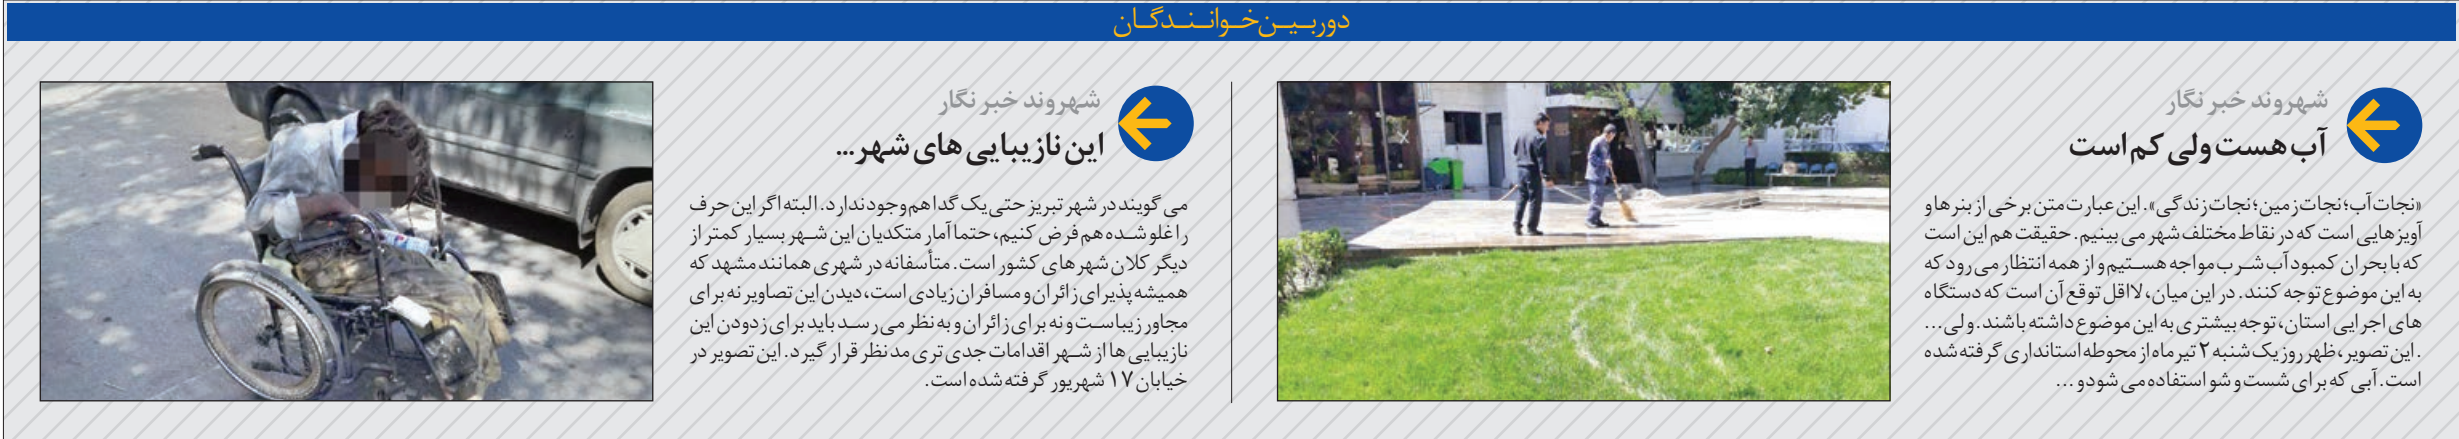 دوربین خوانندگان
شهروند خبر نگار
آب هست ولی کم است
«نجات آب؛ نجات زمین؛ نجات زندگی». این عبارت متن برخی از بنرها و
آویزهایی است که در نقاط مختلف شهر می بینیم. حقیقت هم این است
که با بحران کمبود آب شرب مواجه هستیم و از همه انتظار می رود که
به این موضوع توجه کنند. در این میان، لااقل توقع آن است که دستگاه
های اجرایی استان، توجه بیشتری به این موضوع داشته باشند. ولی...
.این تصویر، ظهر روز یک شنبه ۲ تیر ماه از محوطه استانداری گرفته شده
است. آبی که برای شست و شو استفاده می شود و ...
شهروند خبر نگار
این نازیبایی های شهر...
می گویند در شهر تبریز حتی یک گدا هم وجود ندارد. البته اگر این حرف
را غلو شده هم فرض کنیم، حتما آمار متکدیان این شهر بسیار کمتر از
دیگر کلان شهرهای کشور است. متأسفانه در شهری همانند مشهد که
همیشه پذیرای زائران و مسافران زیادی است، دیدن این تصاویر نه برای
مجاور زیباست و نه برای زائران و به نظر می رسد باید برای زدودن این
نازیبایی ها از شهر اقدامات جدی تری مد نظر قرار گیرد. این تصویر در
خیابان ۱۷ شهریور گرفته شده است.